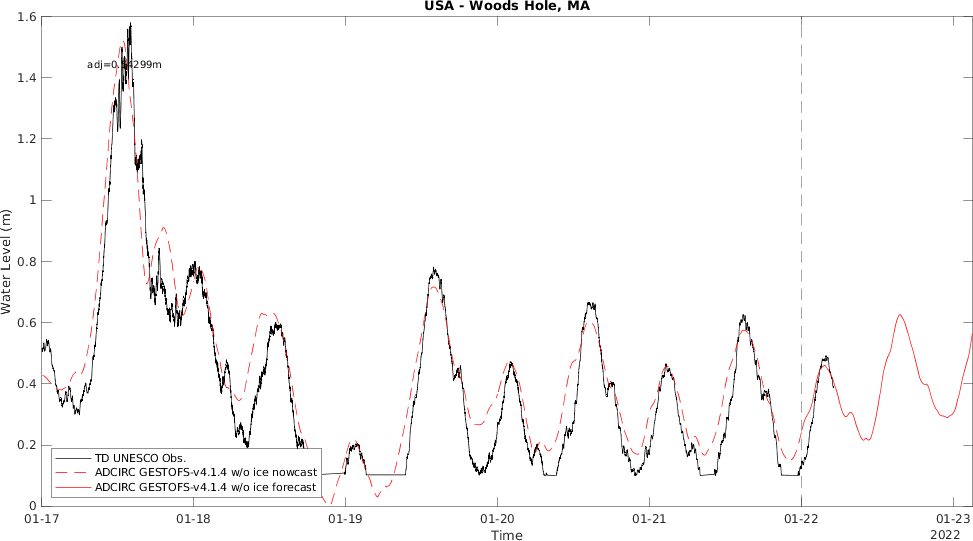 USA - Woods Hole, MA
1.6
1.4
1.2
1
0.8
0.6
0.4
0.2
0
Water Level (m)
TD UNESCO Obs.
ADCIRC GESTOFS-v4.1.4 w/o ice nowcast
ADCIRC GESTOFS-v4.1.4 w/o ice forecast
01-17 01-18 01-19 01-20 01-21 01-22 01-23
Time
2022